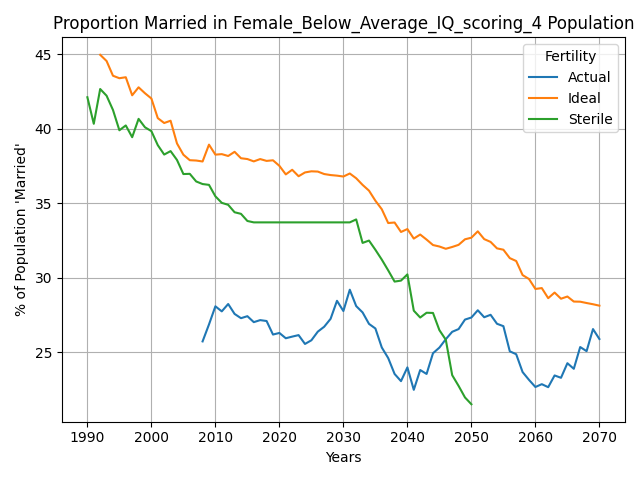 Proportion Married in Female_Below_Average_IQ_scoring_4 Population
Fertility
Actual
Ideal
Sterile
% of Population 'Married'
45
40
35
30
25
1990
2000
2010
2020
2030
2040
2050
2060
2070
Years